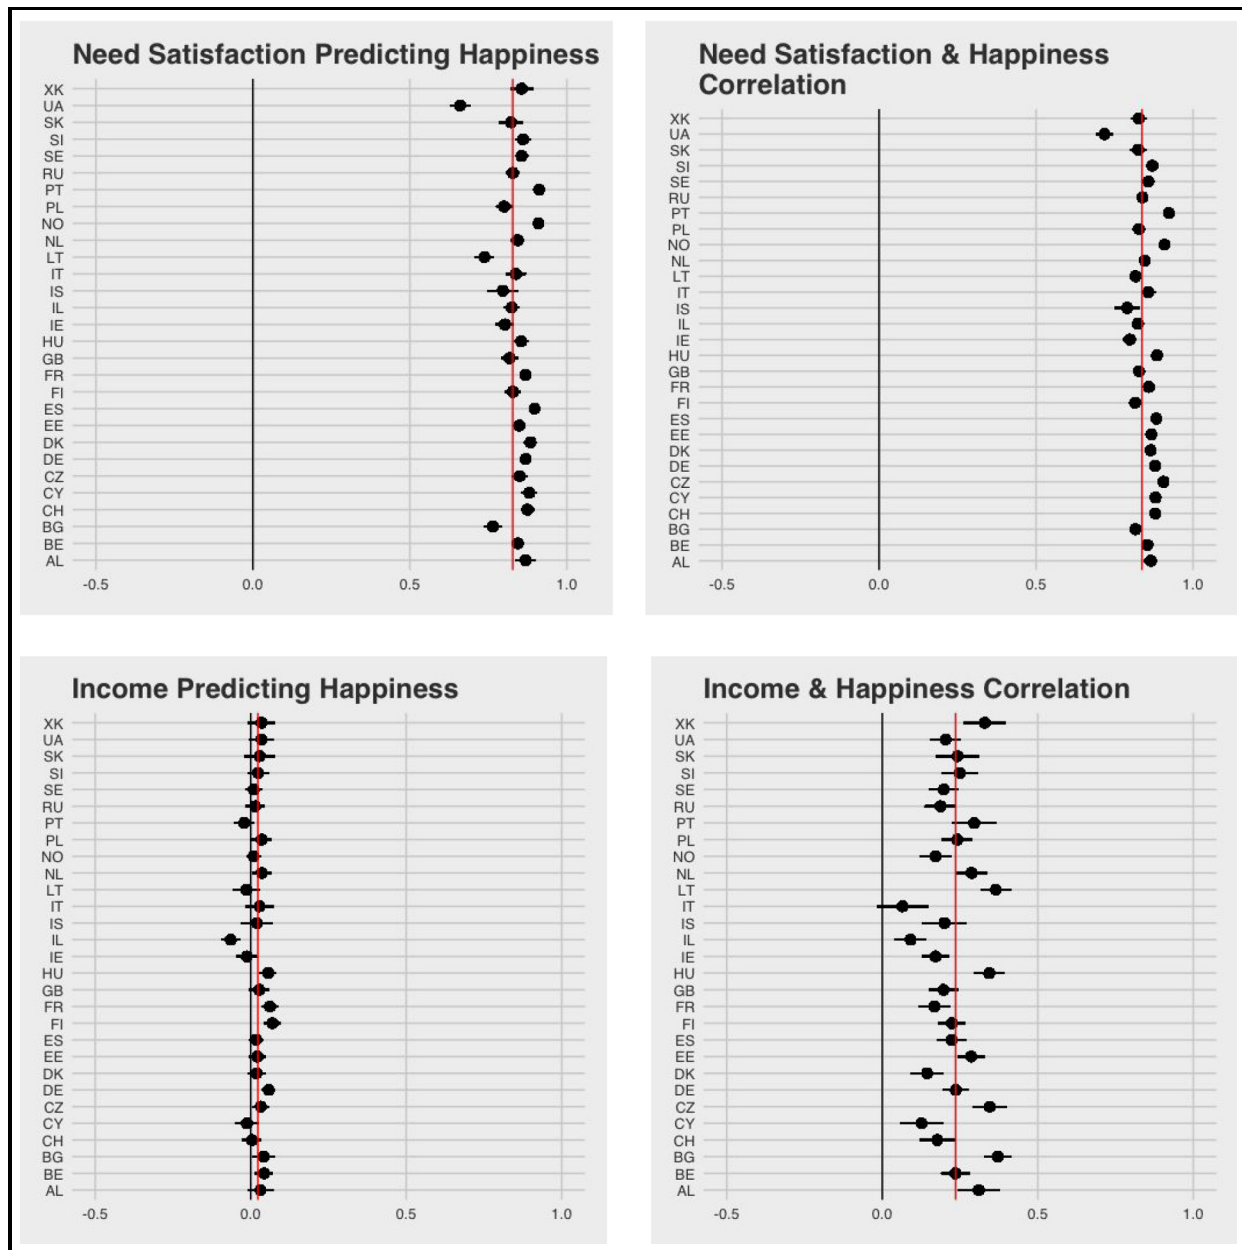 Need Satisfaction Predicting Happiness
XK
UA
SK
SI
SE
RU
PT
PL
NO
NL
LT
IT
IS
IL
IE
HU
GB
FR
FI
ES
EE
DK
DE
CZ
CY
CH
BG
BE
AL
-0.5 0.0 0.5 1.0
Need Satisfaction & Happiness
Correlation
XK
UA
SK
SI
SE
RU
PT
PL
NO
NL
LT
IT
IS
IL
IE
HU
GB
FR
FI
ES
EE
DK
DE
CZ
CY
CH
BG
BE
AL
-0.5 0.0 0.5 1.0
Income Predicting Happiness
XK
UA
SK
SI
SE
RU
PT
PL
NO
NL
LT
IT
IS
IL
IE
HU
GB
FR
FI
ES
EE
DK
DE
CZ
CY
CH
BG
BE
AL
-0.5 0.0 0.5 1.0
Income & Happiness Correlation
XK
UA
SK
SI
SE
RU
PT
PL
NO
NL
LT
IT
IS
IL
IE
HU
GB
FR
FI
ES
EE
DK
DE
CZ
CY
CH
BG
BE
AL
-0.5 0.0 0.5 1.0